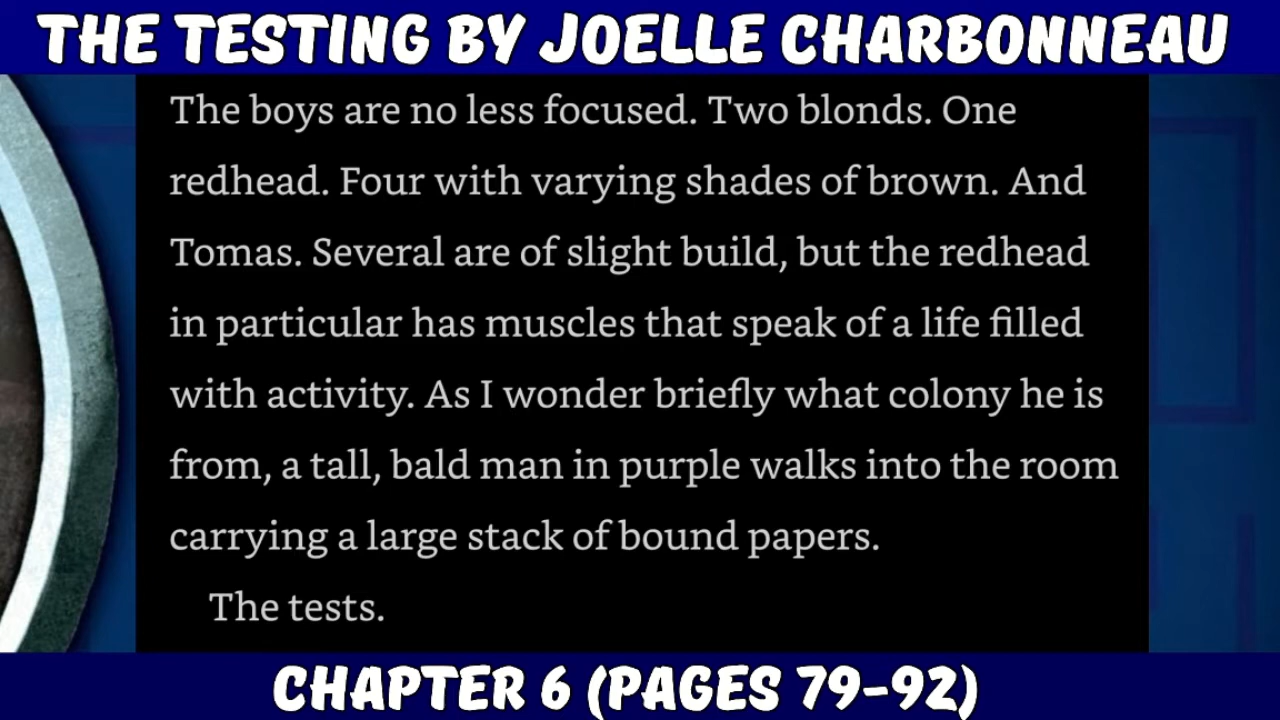 THE TESTING BY JOELLE CHARBONNEAU
The boys are no less focused. Two blonds. One
redhead. Four with varying shades of brown. And
Tomas. Several are of slight build, but the redhead
in particular has muscles that speak of a life filled
with activity. As I wonder briefly what colony he is
from, a tall, bald man in purple walks into the room
carrying a large stack of bound papers.
The tests.
CHAPTER 6 (PAGES 79-92)